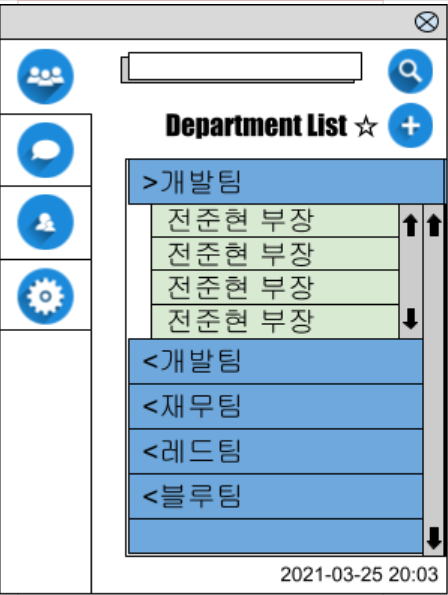 Department List ☆
>개발팀
전준현 부장
전준현 부장
전준현 부장
전준현 부장
<개발팀
<재무팀
<레드팀
<블루팀
2021-03-25 20:03